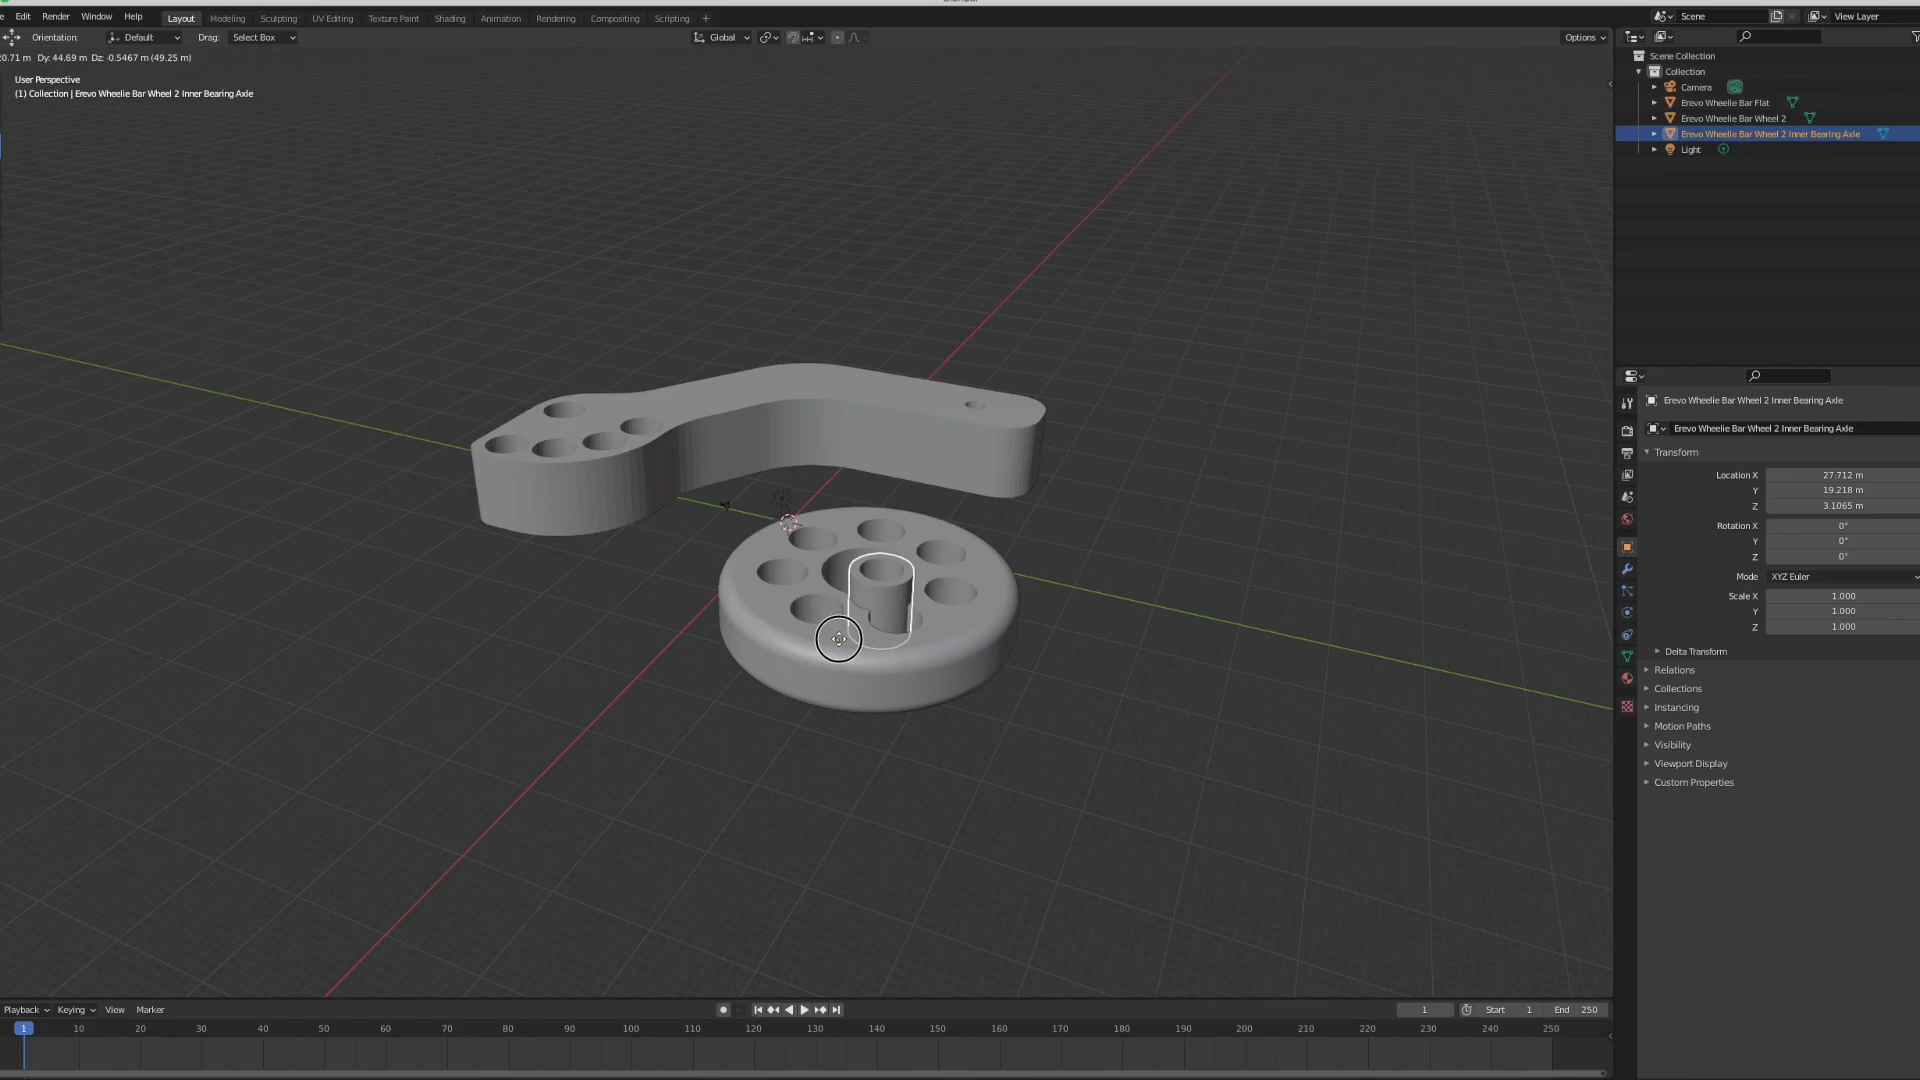 Edit Render Window Help Layout Modeling Sculpting UV Editing Texture Paint Shading Animation Rendering Compositing Scripting + Scene View Layer
Orientation: Default Drag: Select Box Global Options
0.71 m Dy: 44.69 m Dz: -0.5467 m (49.25 m)
User Perspective
(1) Collection | Erevo Wheelie Bar Wheel 2 Inner Bearing Axle
Scene Collection
Collection
Camera
Erevo Wheelie Bar Flat
Erevo Wheelie Bar Wheel 2
Erevo Wheelie Bar Wheel 2 Inner Bearing Axle
Light
Erevo Wheelie Bar Wheel 2 Inner Bearing Axle
Erevo Wheelie Bar Wheel 2 Inner Bearing Axle
Transform
Location X 27.712 m
Y 19.218 m
Z 3.1065 m
Rotation X 0°
Y 0°
Z 0°
Mode XYZ Euler
Scale X 1.000
Y 1.000
Z 1.000
Delta Transform
Relations
Collections
Instancing
Motion Paths
Visibility
Viewport Display
Custom Properties
Playback Keying View Marker 1 Start 1 End 250
1 10 20 30 40 50 60 70 80 90 100 110 120 130 140 150 160 170 180 190 200 210 220 230 240 250